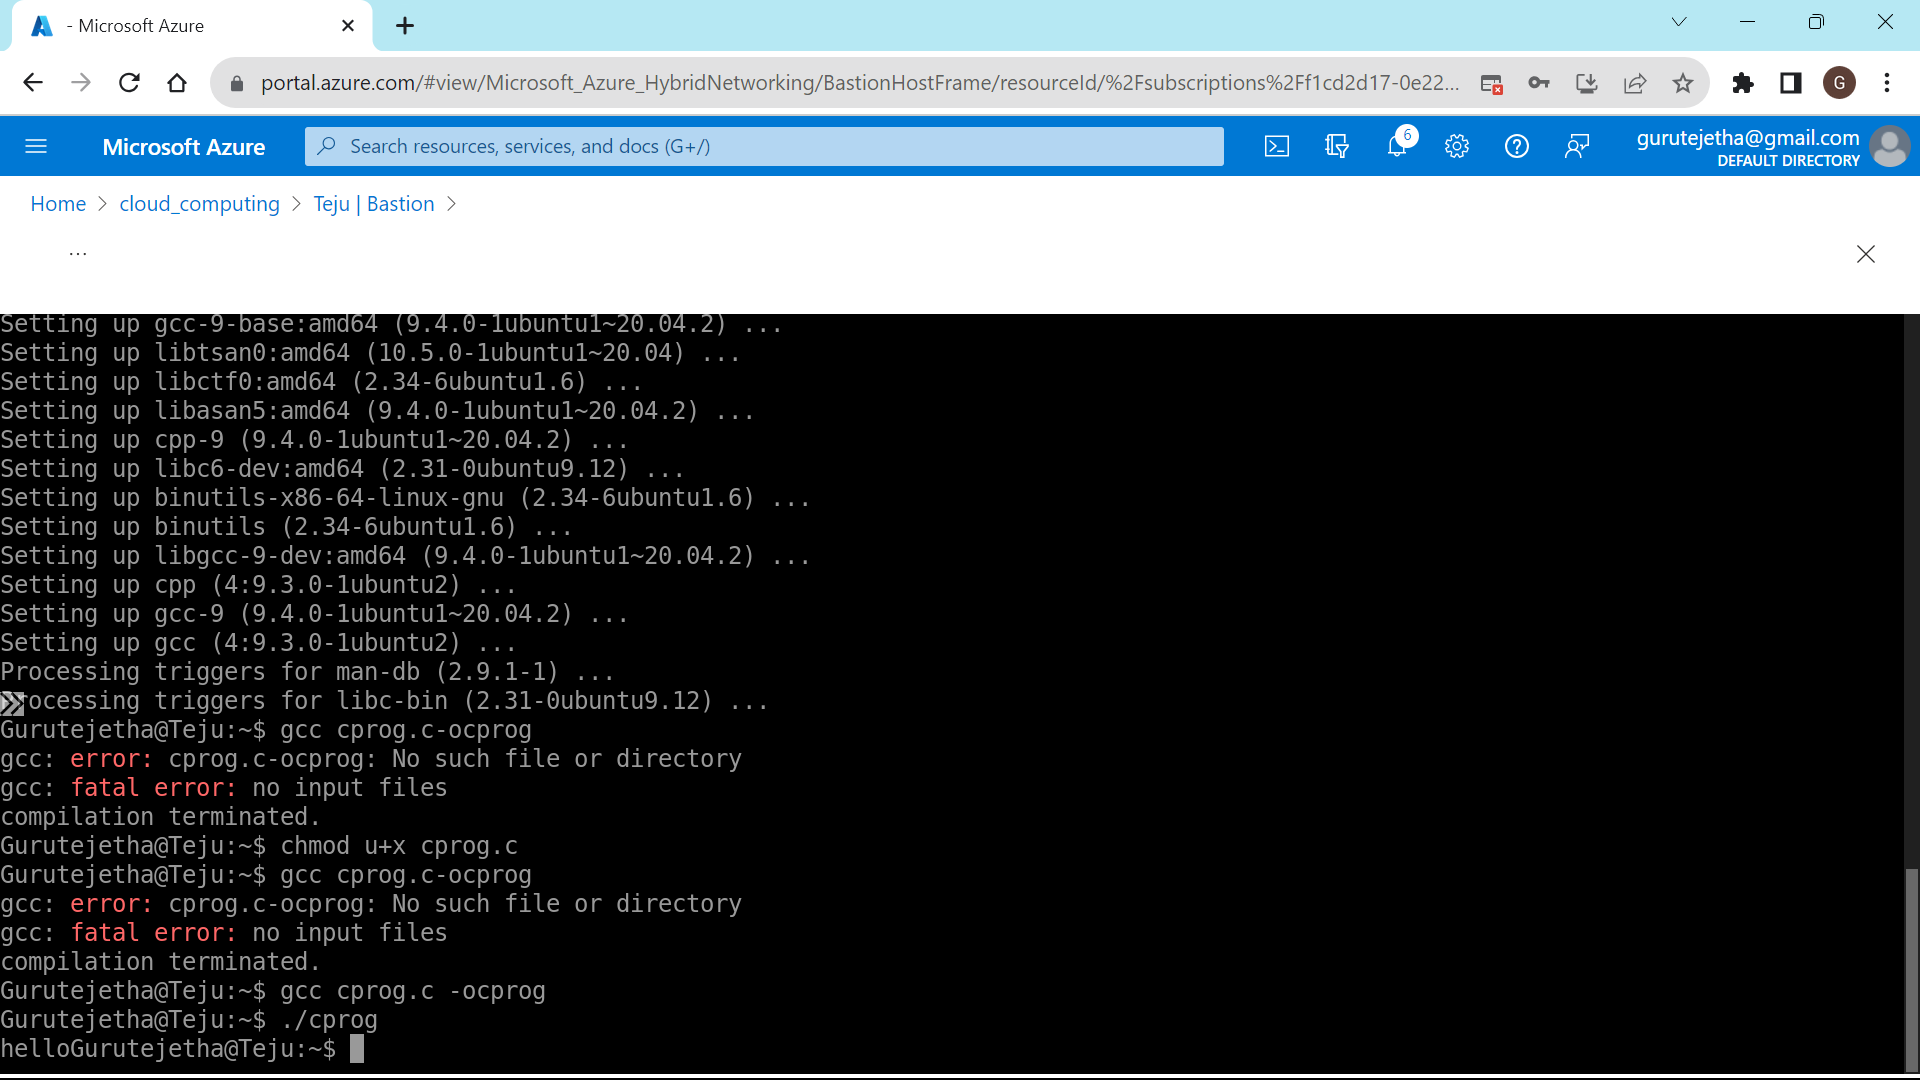 - Microsoft Azure
portal.azure.com/#view/Microsoft_Azure_HybridNetworking/BastionHostFrame/resourceId/%2Fsubscriptions%2Ff1cd2d17-0e22...
G
Microsoft Azure
Search resources, services, and docs (G+/)
6
gurutejetha@gmail.com
DEFAULT DIRECTORY
Home > cloud_computing > Teju | Bastion >
...
Setting up gcc-9-base:amd64 (9.4.0-1ubuntu1~20.04.2) ...
Setting up libtsan0:amd64 (10.5.0-1ubuntu1~20.04) ...
Setting up libctf0:amd64 (2.34-6ubuntu1.6) ...
Setting up libasan5:amd64 (9.4.0-1ubuntu1~20.04.2) ...
Setting up cpp-9 (9.4.0-1ubuntu1~20.04.2) ...
Setting up libc6-dev:amd64 (2.31-0ubuntu9.12) ...
Setting up binutils-x86-64-linux-gnu (2.34-6ubuntu1.6) ...
Setting up binutils (2.34-6ubuntu1.6) ...
Setting up libgcc-9-dev:amd64 (9.4.0-1ubuntu1~20.04.2) ...
Setting up cpp (4:9.3.0-1ubuntu2) ...
Setting up gcc-9 (9.4.0-1ubuntu1~20.04.2) ...
Setting up gcc (4:9.3.0-1ubuntu2) ...
Processing triggers for man-db (2.9.1-1) ...
Processing triggers for libc-bin (2.31-0ubuntu9.12) ...
Gurutejetha@Teju:~$ gcc cprog.c-ocprog
gcc: error: cprog.c-ocprog: No such file or directory
gcc: fatal error: no input files
compilation terminated.
Gurutejetha@Teju:~$ chmod u+x cprog.c
Gurutejetha@Teju:~$ gcc cprog.c-ocprog
gcc: error: cprog.c-ocprog: No such file or directory
gcc: fatal error: no input files
compilation terminated.
Gurutejetha@Teju:~$ gcc cprog.c -ocprog
Gurutejetha@Teju:~$ ./cprog
helloGurutejetha@Teju:~$